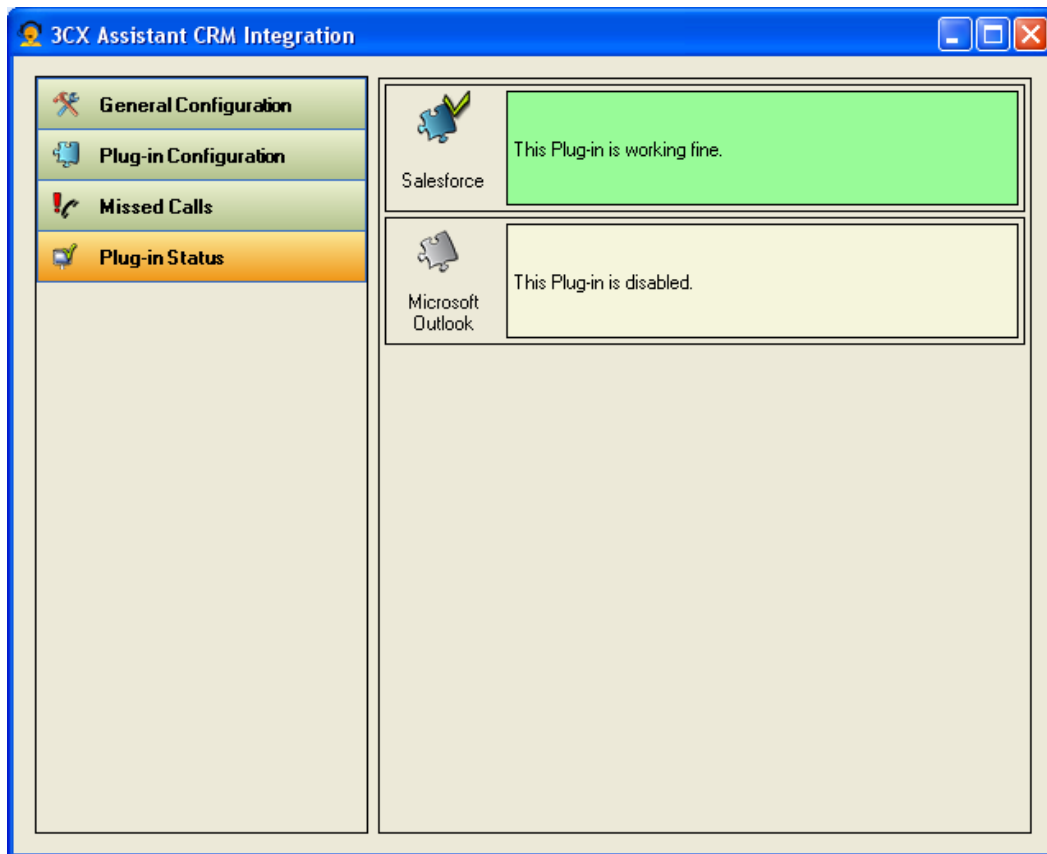 3CX Assistant CRM Integration
General Configuration
Plug-in Configuration
Missed Calls
Plug-in Status
Salesforce
This Plug-in is working fine.
Microsoft
Outlook
This Plug-in is disabled.